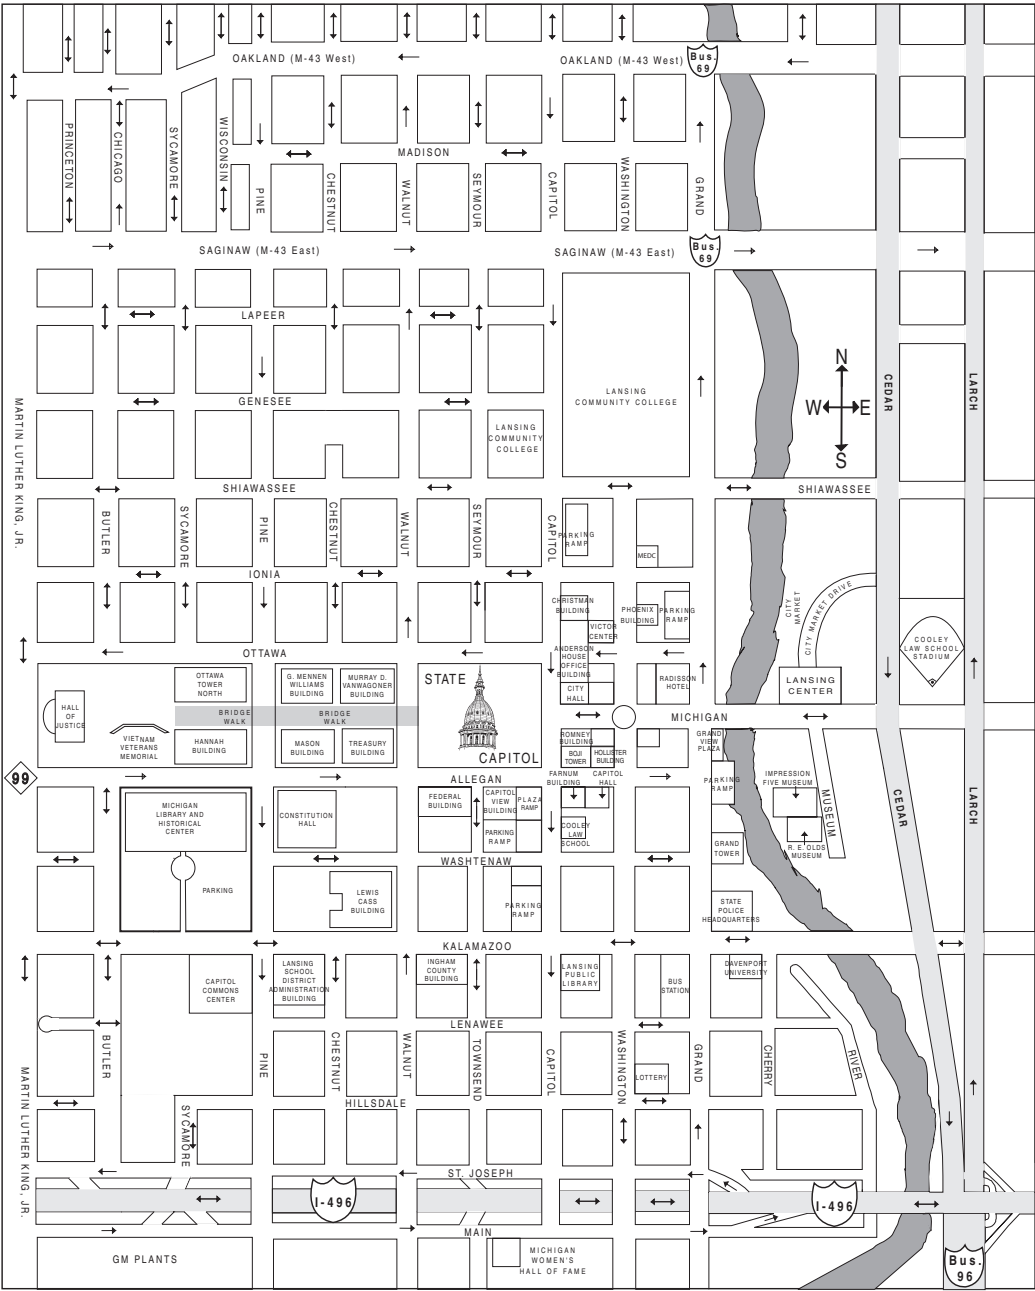 OAKLAND (M-43 West)
OAKLAND (M-43 West)
Bus.
69
PRINCETON
CHICAGO
SYCAMORE
WISCONSIN
MADISON
PINE
CHESTNUT
WALNUT
SEYMOUR
CAPITOL
WASHINGTON
GRAND
SAGINAW (M-43 East)
SAGINAW (M-43 East)
Bus.
69
LAPEER
N
W E
S
GENESEE
LANSING
COMMUNITY COLLEGE
LANSING
COMMUNITY
COLLEGE
CEDAR
LARCH
MARTIN LUTHER KING, JR.
SHIAWASSEE
SHIAWASSEE
BUTLER
SYCAMORE
PINE
CHESTNUT
WALNUT
SEYMOUR
CAPITOL
PARKING
RAMP
MEDC
IONIA
CHRISTMAN
BUILDING
VICTOR
CENTER
PHOENIX
BUILDING
PARKING
RAMP
CITY
MARKET
CITY MARKET DRIVE
COOLEY
LAW SCHOOL
STADIUM
OTTAWA
ANDERSON
HOUSE
OFFICE
BUILDING
CITY
HALL
RADISSON
HOTEL
LANSING
CENTER
OTTAWA
TOWER
NORTH
G. MENNEN
WILLIAMS
BUILDING
MURRAY D.
VANWAGONER
BUILDING
STATE
CAPITOL
HALL
OF
JUSTICE
BRIDGE
WALK
BRIDGE
WALK
VIETNAM
VETERANS
MEMORIAL
HANNAH
BUILDING
MASON
BUILDING
TREASURY
BUILDING
MICHIGAN
ROMNEY
BUILDING
BOJI
TOWER
HOLLISTER
BUILDING
GRAND
VIEW
PLAZA
99
ALLEGAN
FARNUM
BUILDING
CAPITOL
HALL
PARKING
RAMP
IMPRESSION
FIVE MUSEUM
MUSEUM
R. E. OLDS
MUSEUM
CEDAR
LARCH
MICHIGAN
LIBRARY AND
HISTORICAL
CENTER
CONSTITUTION
HALL
FEDERAL
BUILDING
CAPITOL
VIEW
BUILDING
PLAZA
RAMP
PARKING
RAMP
COOLEY
LAW
SCHOOL
GRAND
TOWER
WASHTENAW
PARKING
LEWIS
CASS
BUILDING
PARKING
RAMP
STATE
POLICE
HEADQUARTERS
KALAMAZOO
CAPITOL
COMMONS
CENTER
LANSING
SCHOOL
DISTRICT
ADMINISTRATION
BUILDING
INGHAM
COUNTY
BUILDING
LANSING
PUBLIC
LIBRARY
BUS
STATION
DAVENPORT
UNIVERSITY
LENAWEE
BUTLER
PINE
CHESTNUT
WALNUT
TOWNSEND
CAPITOL
WASHINGTON
LOTTERY
GRAND
CHERRY
RIVER
MARTIN LUTHER KING, JR.
HILLSDALE
SYCAMORE
ST. JOSEPH
I-496
I-496
MAIN
GM PLANTS
MICHIGAN
WOMEN'S
HALL OF FAME
Bus.
96